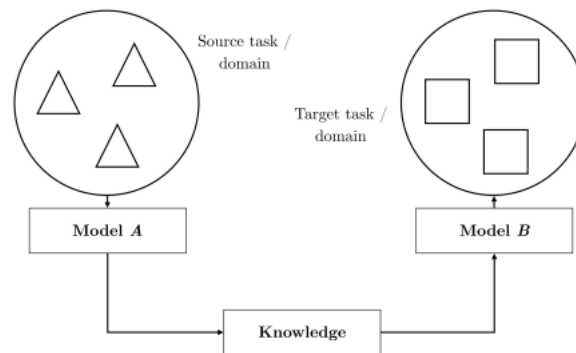 Source task /
domain
Target task /
domain
Model A
Model B
Knowledge